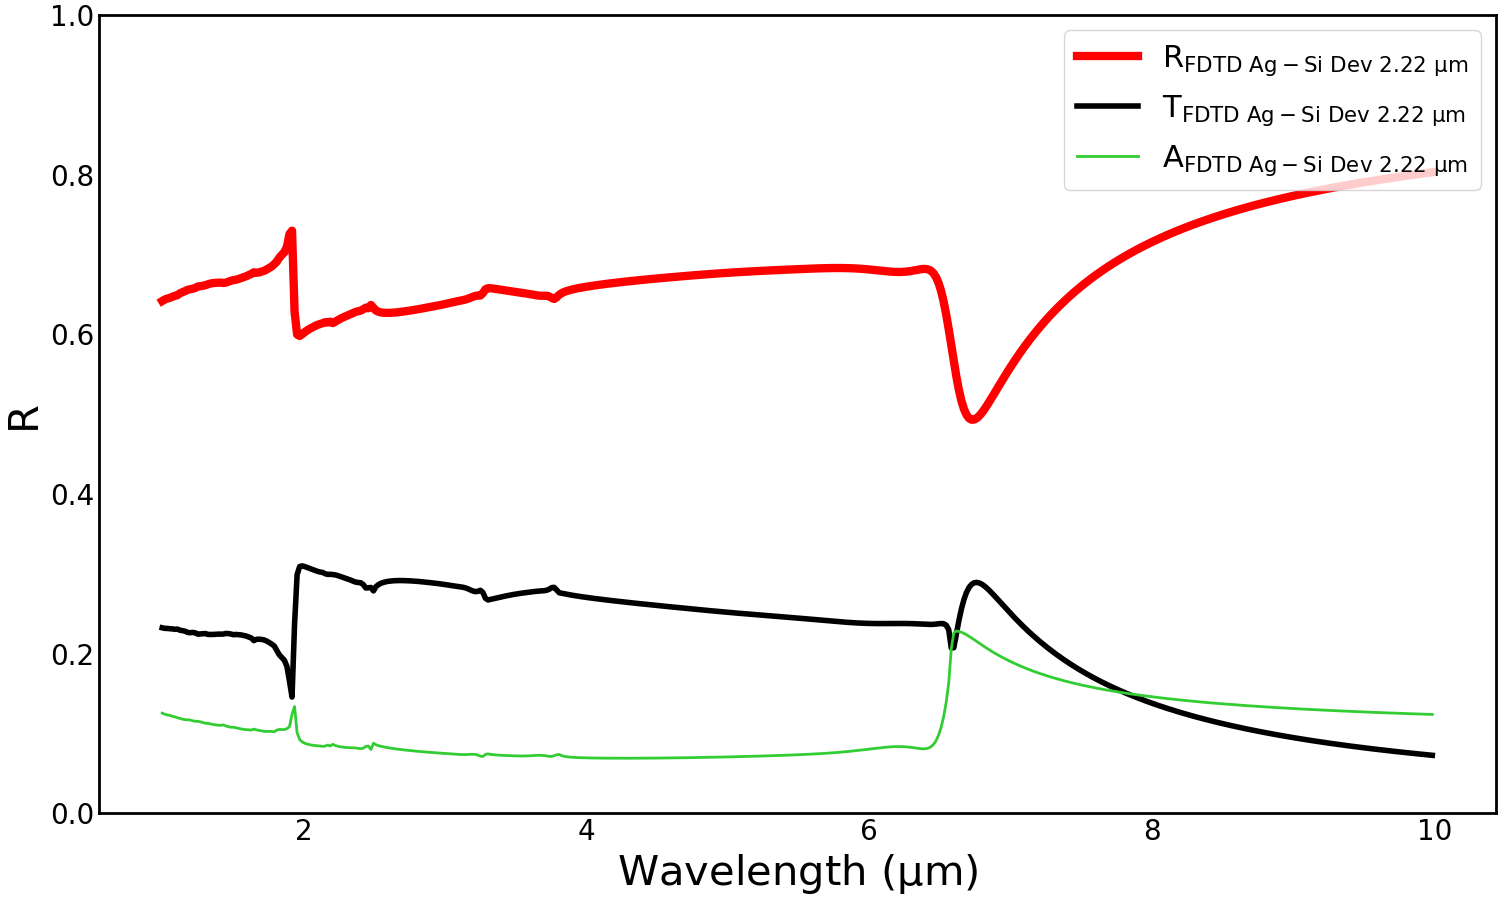 1.0
R_FDTD Ag − Si Dev 2.22 μm
T_FDTD Ag − Si Dev 2.22 μm
A_FDTD Ag − Si Dev 2.22 μm
0.8
0.6
R
0.4
0.2
0.0
2 4 6 8 10
Wavelength (μm)